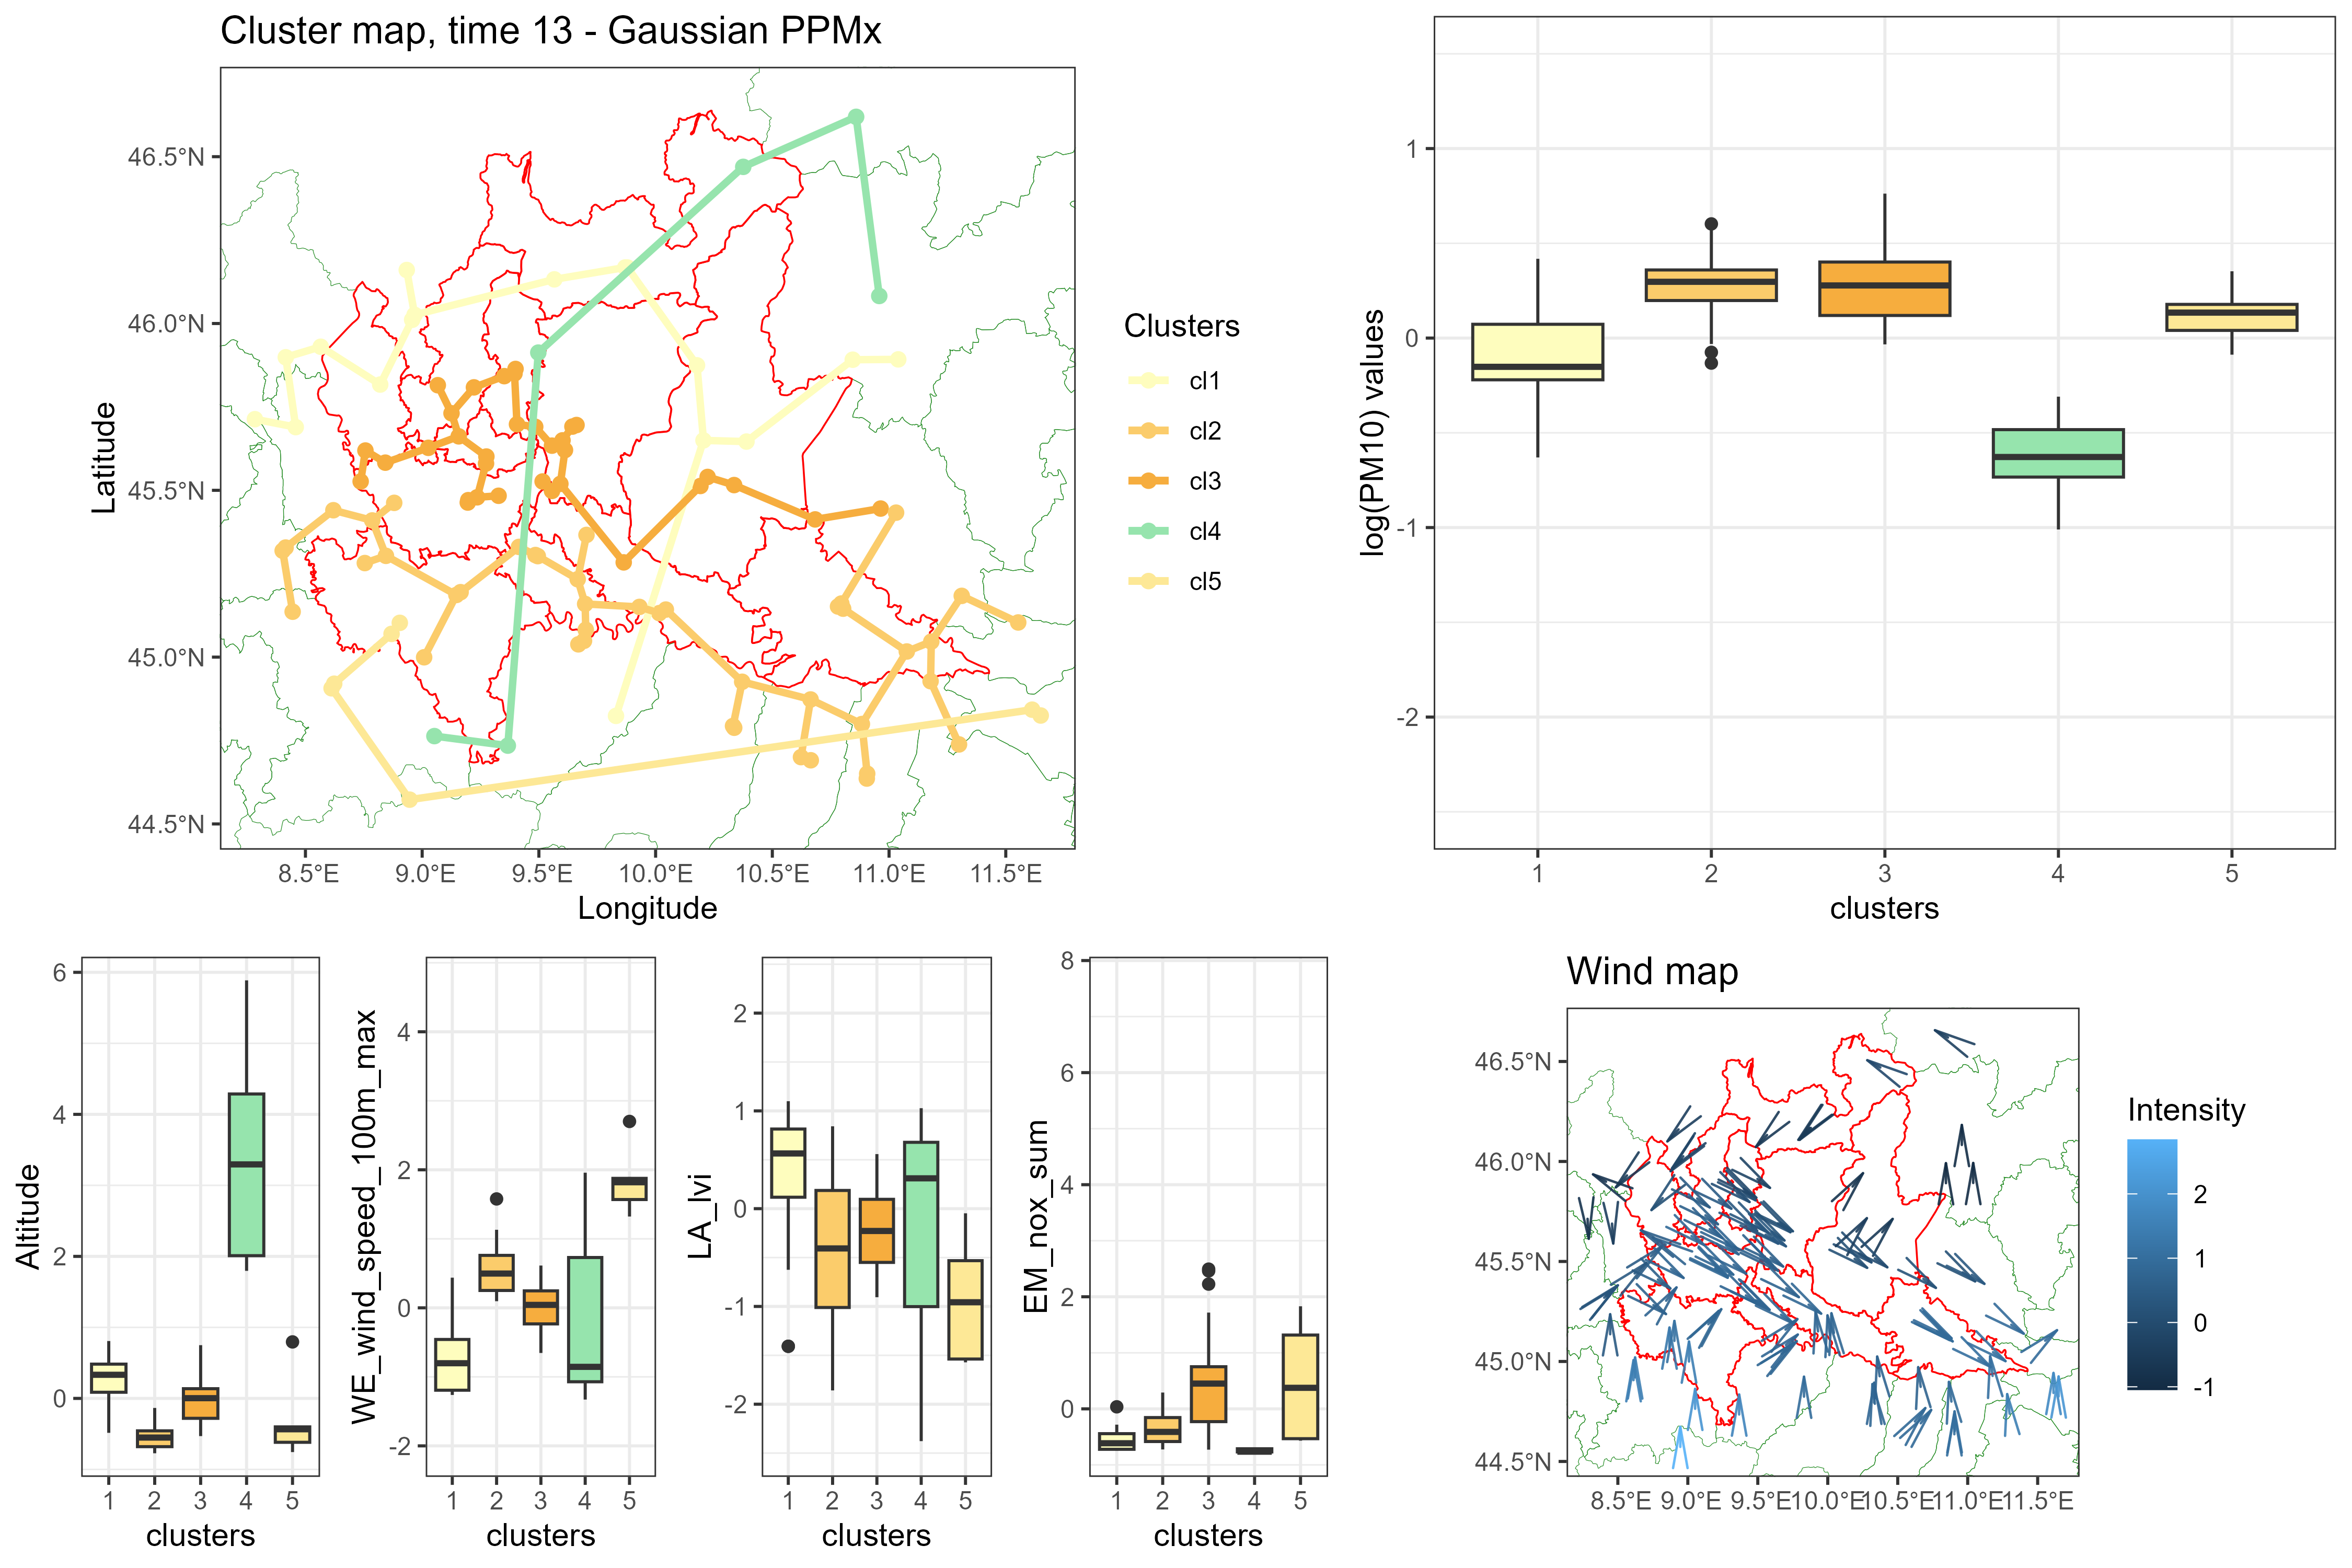 Cluster map, time 13 - Gaussian PPMx
Latitude
46.5°N
46.0°N
45.5°N
45.0°N
44.5°N
8.5°E 9.0°E 9.5°E 10.0°E 10.5°E 11.0°E 11.5°E
Longitude
Clusters
cl1
cl2
cl3
cl4
cl5
log(PM10) values
1
0
-1
-2
1 2 3 4 5
clusters
Altitude
6
4
2
0
1 2 3 4 5
clusters
WE_wind_speed_100m_max
4
2
0
-2
1 2 3 4 5
clusters
LA_lvi
2
1
0
-1
-2
1 2 3 4 5
clusters
EM_nox_sum
8
6
4
2
0
1 2 3 4 5
clusters
Wind map
46.5°N
46.0°N
45.5°N
45.0°N
44.5°N
8.5°E 9.0°E 9.5°E 10.0°E 10.5°E 11.0°E 11.5°E
Intensity
2
1
0
-1